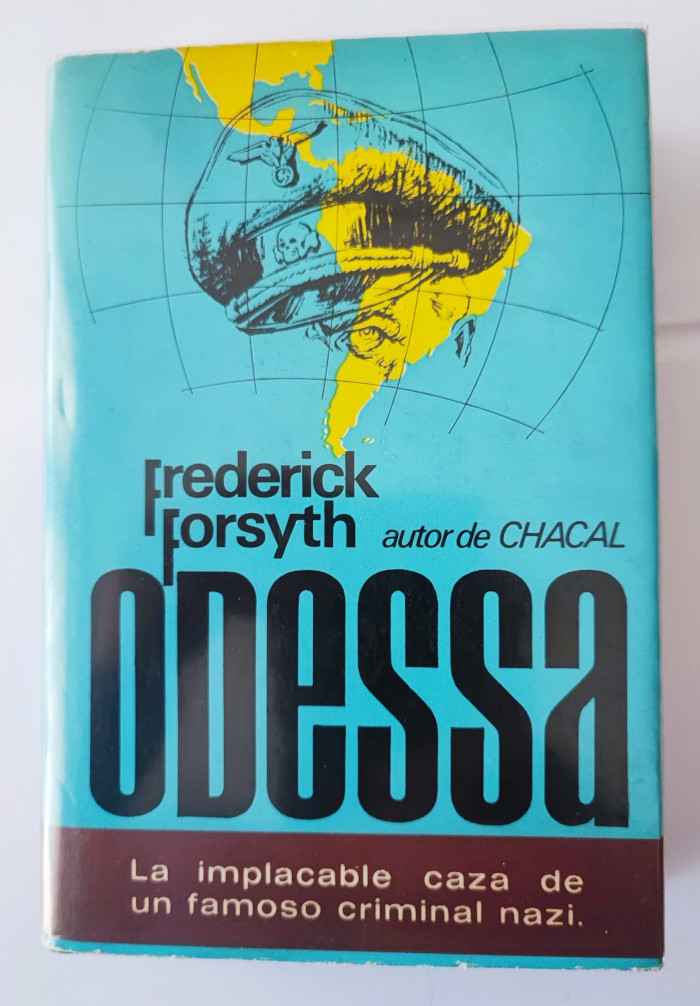 Frederick
Forsyth autor de CHACAL
ODESSA
La implacable caza de
un famoso criminal nazi.